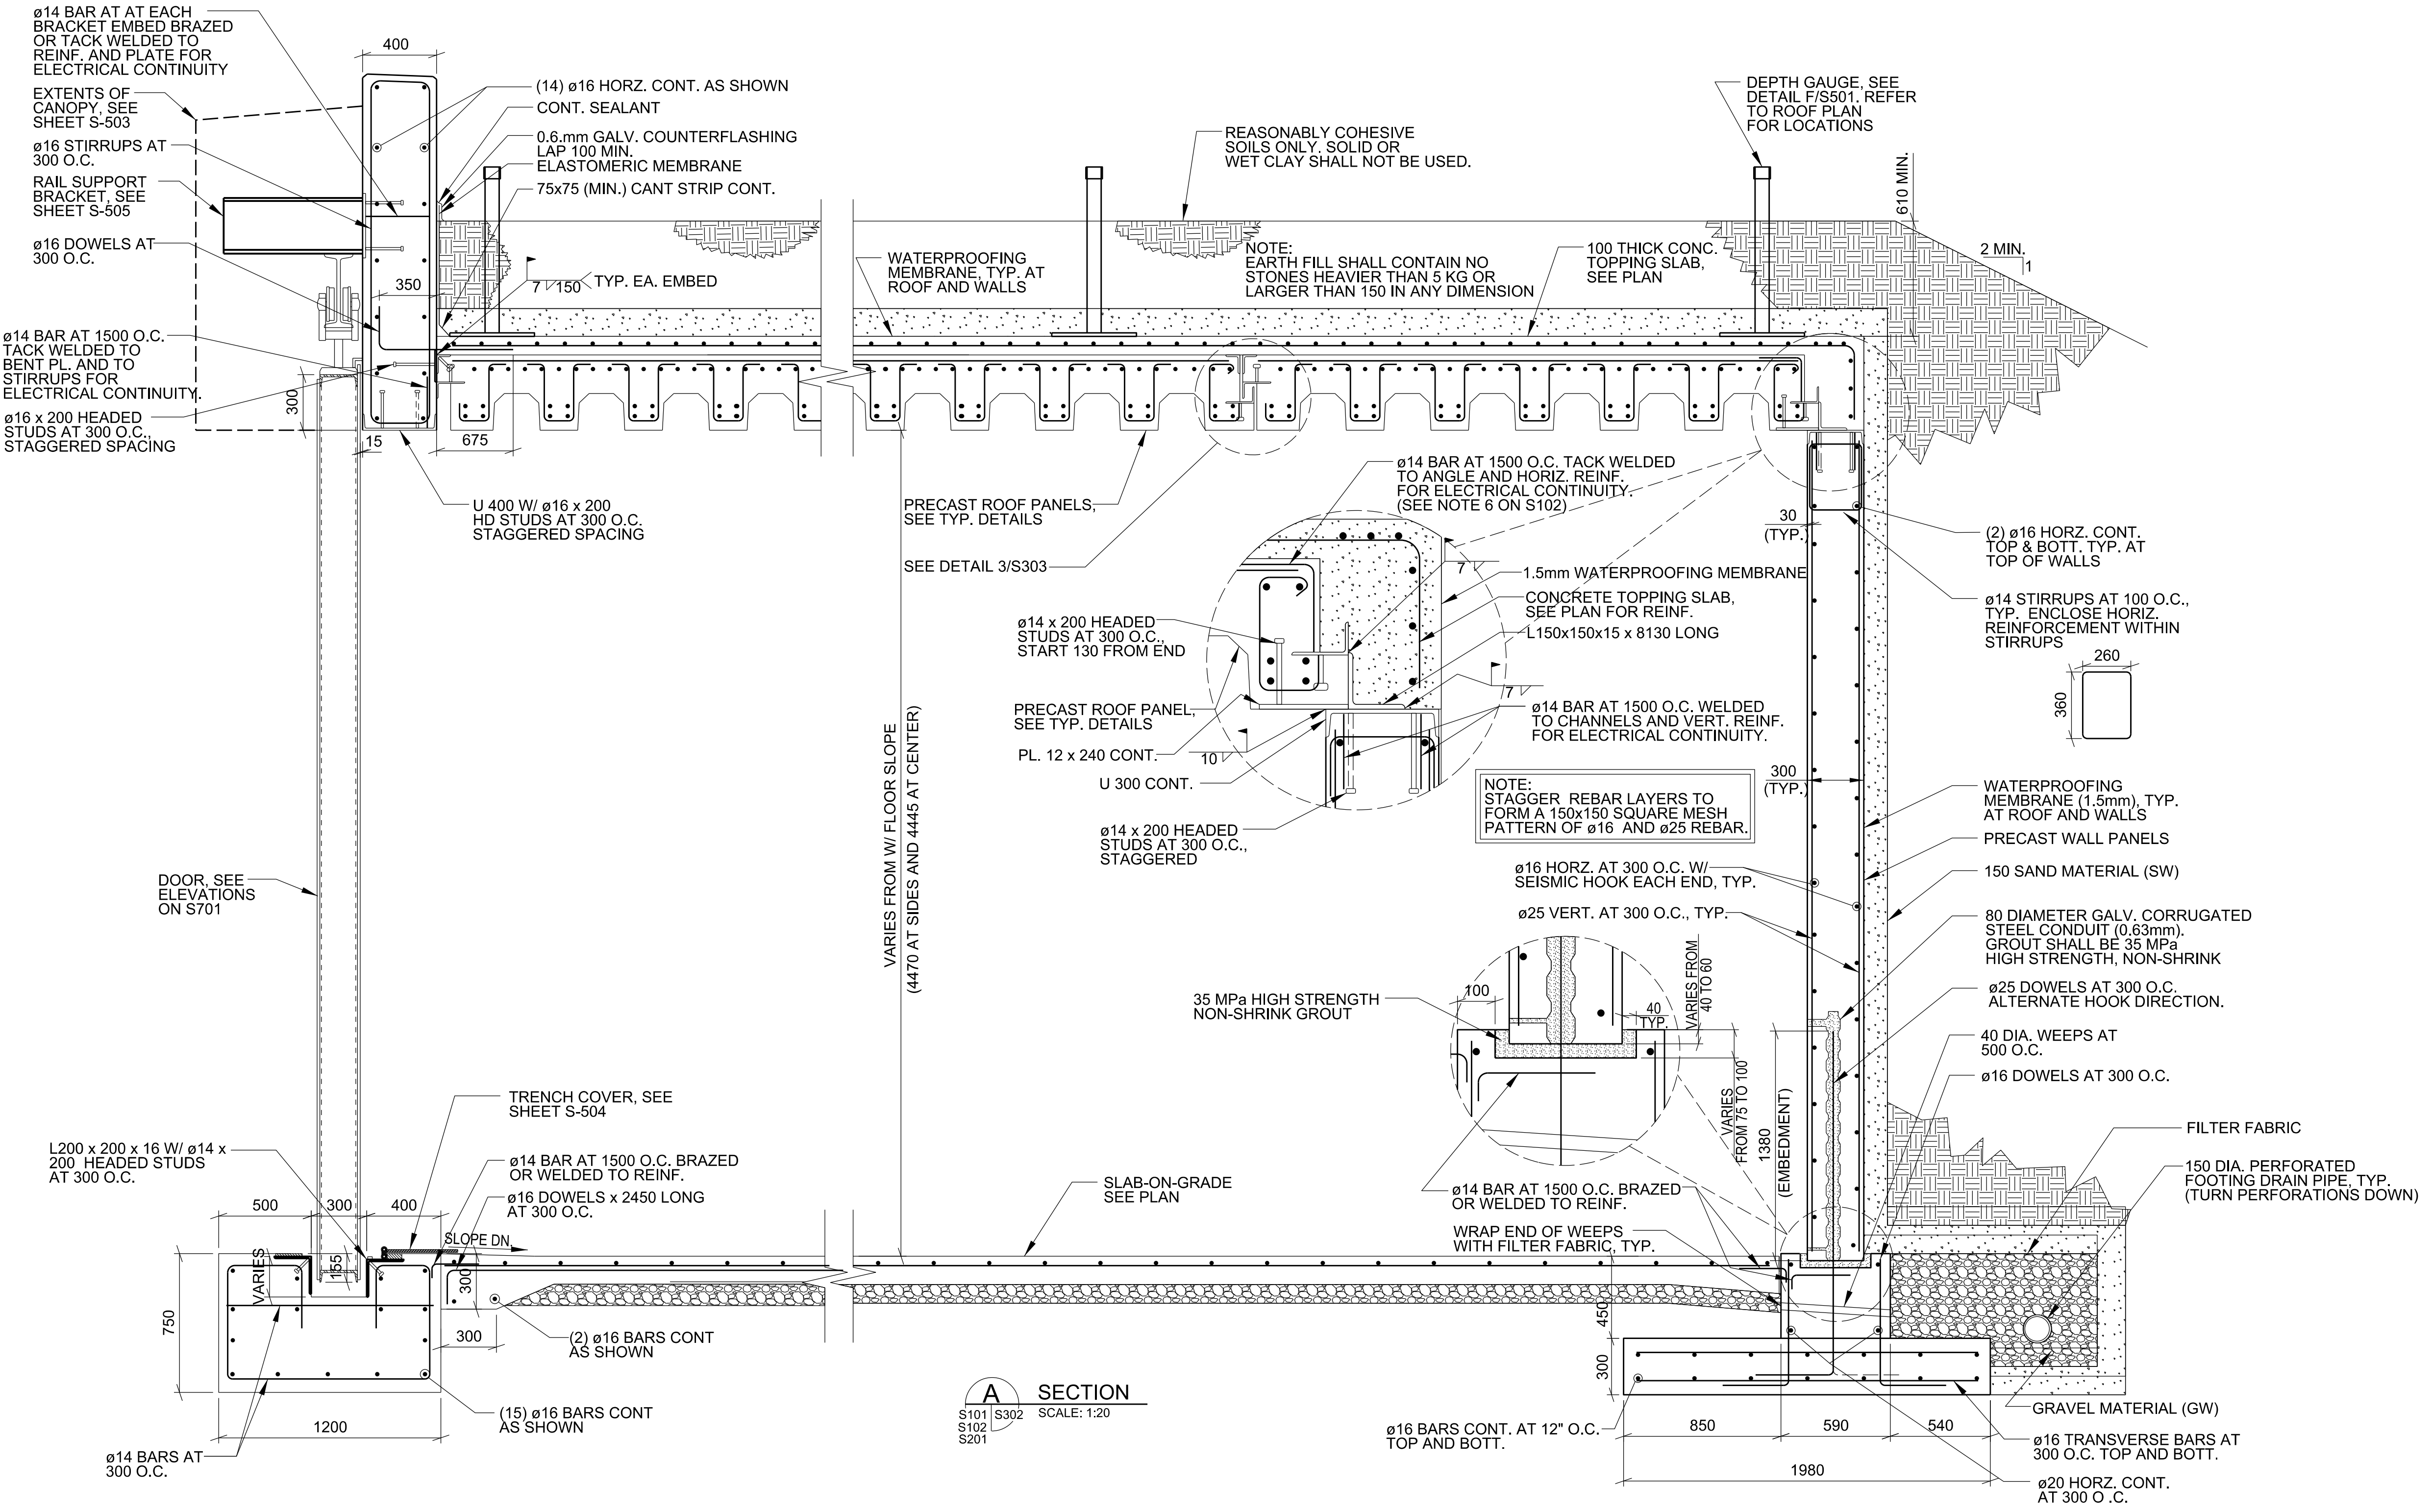 ø14 BAR AT AT EACH
BRACKET EMBED BRAZED
OR TACK WELDED TO
REINF. AND PLATE FOR
ELECTRICAL CONTINUITY
EXTENTS OF
CANOPY, SEE
SHEET S-503
ø16 STIRRUPS AT
300 O.C.
RAIL SUPPORT
BRACKET, SEE
SHEET S-505
ø16 DOWELS AT
300 O.C.
ø14 BAR AT 1500 O.C.
TACK WELDED TO
BENT PL. AND TO
STIRRUPS FOR
ELECTRICAL CONTINUITY.
ø16 x 200 HEADED
STUDS AT 300 O.C.,
STAGGERED SPACING
400
(14) ø16 HORZ. CONT. AS SHOWN
CONT. SEALANT
0.6.mm GALV. COUNTERFLASHING
LAP 100 MIN.
ELASTOMERIC MEMBRANE
75x75 (MIN.) CANT STRIP CONT.
350
7
150
TYP. EA. EMBED
300
15
675
U 400 W/ ø16 x 200
HD STUDS AT 300 O.C.
STAGGERED SPACING
WATERPROOFING
MEMBRANE, TYP. AT
ROOF AND WALLS
REASONABLY COHESIVE
SOILS ONLY. SOLID OR
WET CLAY SHALL NOT BE USED.
NOTE:
EARTH FILL SHALL CONTAIN NO
STONES HEAVIER THAN 5 KG OR
LARGER THAN 150 IN ANY DIMENSION
100 THICK CONC.
TOPPING SLAB,
SEE PLAN
DEPTH GAUGE, SEE
DETAIL F/S501. REFER
TO ROOF PLAN
FOR LOCATIONS
610 MIN.
2 MIN.
1
PRECAST ROOF PANELS,
SEE TYP. DETAILS
SEE DETAIL 3/S303
VARIES FROM W/ FLOOR SLOPE
(4470 AT SIDES AND 4445 AT CENTER)
ø14 BAR AT 1500 O.C. TACK WELDED
TO ANGLE AND HORIZ. REINF.
FOR ELECTRICAL CONTINUITY.
(SEE NOTE 6 ON S102)
7
1.5mm WATERPROOFING MEMBRANE
CONCRETE TOPPING SLAB,
SEE PLAN FOR REINF.
L150x150x15 x 8130 LONG
7
ø14 BAR AT 1500 O.C. WELDED
TO CHANNELS AND VERT. REINF.
FOR ELECTRICAL CONTINUITY.
ø14 x 200 HEADED
STUDS AT 300 O.C.,
START 130 FROM END
PRECAST ROOF PANEL,
SEE TYP. DETAILS
PL. 12 x 240 CONT.
10
U 300 CONT.
ø14 x 200 HEADED
STUDS AT 300 O.C.,
STAGGERED
NOTE:
STAGGER REBAR LAYERS TO
FORM A 150x150 SQUARE MESH
PATTERN OF ø16 AND ø25 REBAR.
30
(TYP.)
(2) ø16 HORZ. CONT.
TOP & BOTT. TYP. AT
TOP OF WALLS
ø14 STIRRUPS AT 100 O.C.,
TYP. ENCLOSE HORIZ.
REINFORCEMENT WITHIN
STIRRUPS
260
360
300
(TYP.)
WATERPROOFING
MEMBRANE (1.5mm), TYP.
AT ROOF AND WALLS
PRECAST WALL PANELS
150 SAND MATERIAL (SW)
80 DIAMETER GALV. CORRUGATED
STEEL CONDUIT (0.63mm).
GROUT SHALL BE 35 MPa
HIGH STRENGTH, NON-SHRINK
ø25 DOWELS AT 300 O.C.
ALTERNATE HOOK DIRECTION.
40 DIA. WEEPS AT
500 O.C.
ø16 DOWELS AT 300 O.C.
FILTER FABRIC
150 DIA. PERFORATED
FOOTING DRAIN PIPE, TYP.
(TURN PERFORATIONS DOWN)
ø16 HORZ. AT 300 O.C. W/
SEISMIC HOOK EACH END, TYP.
ø25 VERT. AT 300 O.C., TYP.
35 MPa HIGH STRENGTH
NON-SHRINK GROUT
100
40
TYP.
VARIES FROM
40 TO 60
VARIES
FROM 75 TO 100
1380
(EMBEDMENT)
ø14 BAR AT 1500 O.C. BRAZED
OR WELDED TO REINF.
WRAP END OF WEEPS
WITH FILTER FABRIC, TYP.
DOOR, SEE
ELEVATIONS
ON S701
TRENCH COVER, SEE
SHEET S-504
L200 x 200 x 16 W/ ø14 x
200 HEADED STUDS
AT 300 O.C.
ø14 BAR AT 1500 O.C. BRAZED
OR WELDED TO REINF.
ø16 DOWELS x 2450 LONG
AT 300 O.C.
500
300
400
SLOPE DN.
VARIES
155
300
750
300
(2) ø16 BARS CONT
AS SHOWN
(15) ø16 BARS CONT
AS SHOWN
1200
ø14 BARS AT
300 O.C.
SLAB-ON-GRADE
SEE PLAN
450
300
ø16 BARS CONT. AT 12" O.C.
TOP AND BOTT.
850
590
540
1980
GRAVEL MATERIAL (GW)
ø16 TRANSVERSE BARS AT
300 O.C. TOP AND BOTT.
ø20 HORZ. CONT.
AT 300 O .C.
A
SECTION
S101
S302
SCALE: 1:20
S102
S201